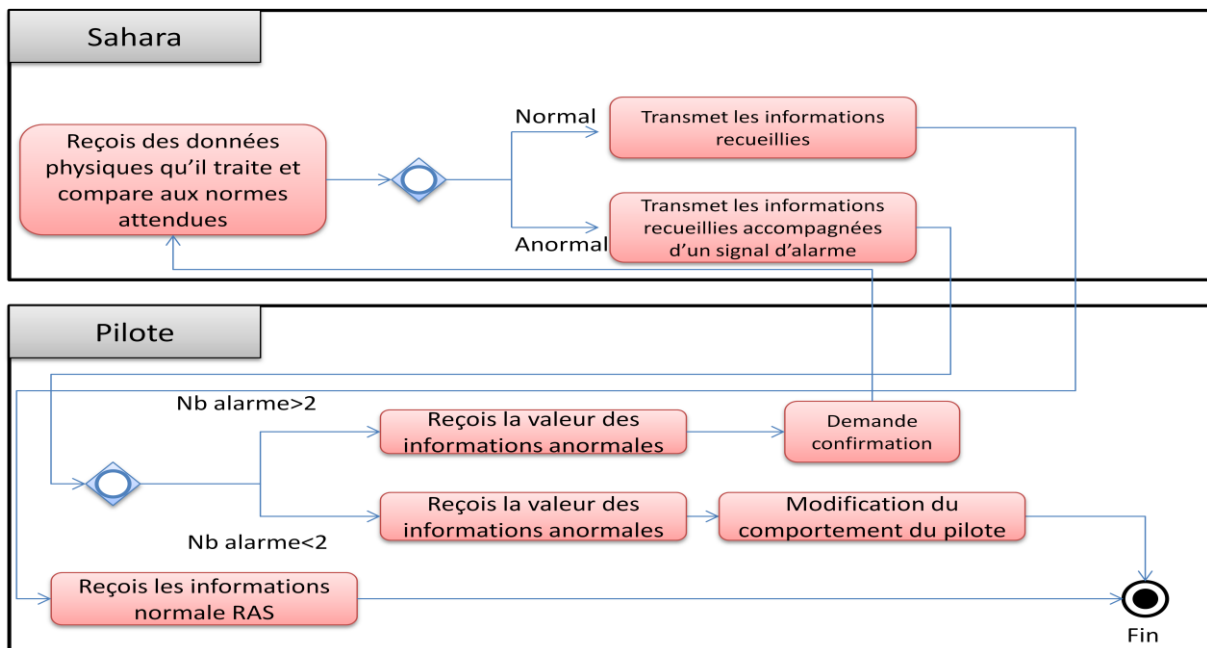 Sahara
Reçois des données
physiques qu'il traite et
compare aux normes
attendues
Normal
Transmet les informations
recueillies
Anormal
Transmet les informations
recueillies accompagnées
d'un signal d'alarme
Pilote
Nb alarme>2
Reçois la valeur des
informations anormales
Demande
confirmation
Nb alarme<2
Reçois la valeur des
informations anormales
Modification du
comportement du pilote
Reçois les informations
normale RAS
Fin